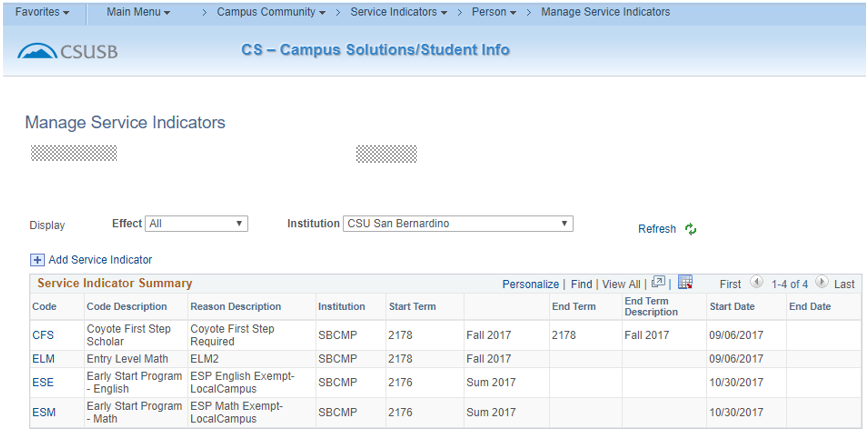 Favorites Main Menu > Campus Community > Service Indicators > Person > Manage Service Indicators
CSUSB CS – Campus Solutions/Student Info
Manage Service Indicators
Display Effect All Institution CSU San Bernardino Refresh
Add Service Indicator
Service Indicator Summary Personalize | Find | View All | | First 1-4 of 4 Last
Code Code Description Reason Description Institution Start Term End Term End Term Description Start Date End Date
CFS Coyote First Step Scholar Coyote First Step Required SBCMP 2178 Fall 2017 2178 Fall 2017 09/06/2017
ELM Entry Level Math ELM2 SBCMP 2178 Fall 2017 09/06/2017
ESE Early Start Program - English ESP English Exempt-LocalCampus SBCMP 2176 Sum 2017 10/30/2017
ESM Early Start Program - Math ESP Math Exempt-LocalCampus SBCMP 2176 Sum 2017 10/30/2017